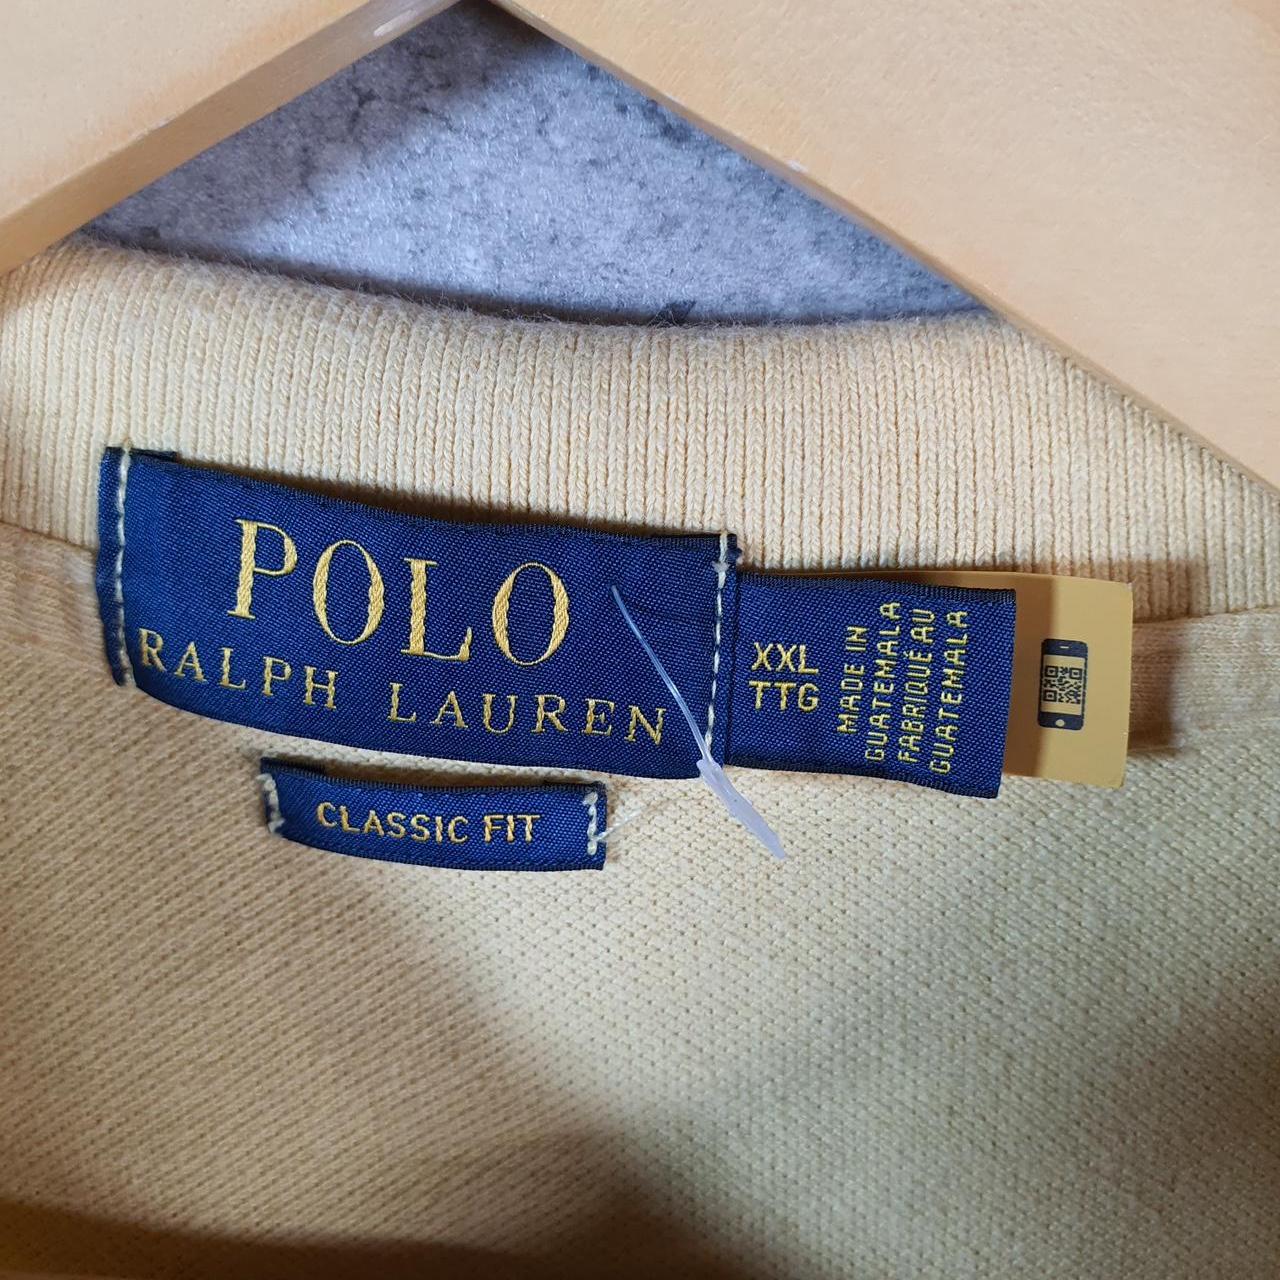 POLO
RALPH LAUREN
XXL
TTG
MADE IN
GUATEMALA
FABRIQUÉ AU
GUATEMALA
CLASSIC FIT